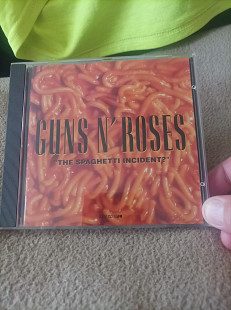 GUNS N' ROSES
"THE SPAGHETTI INCIDENT?"